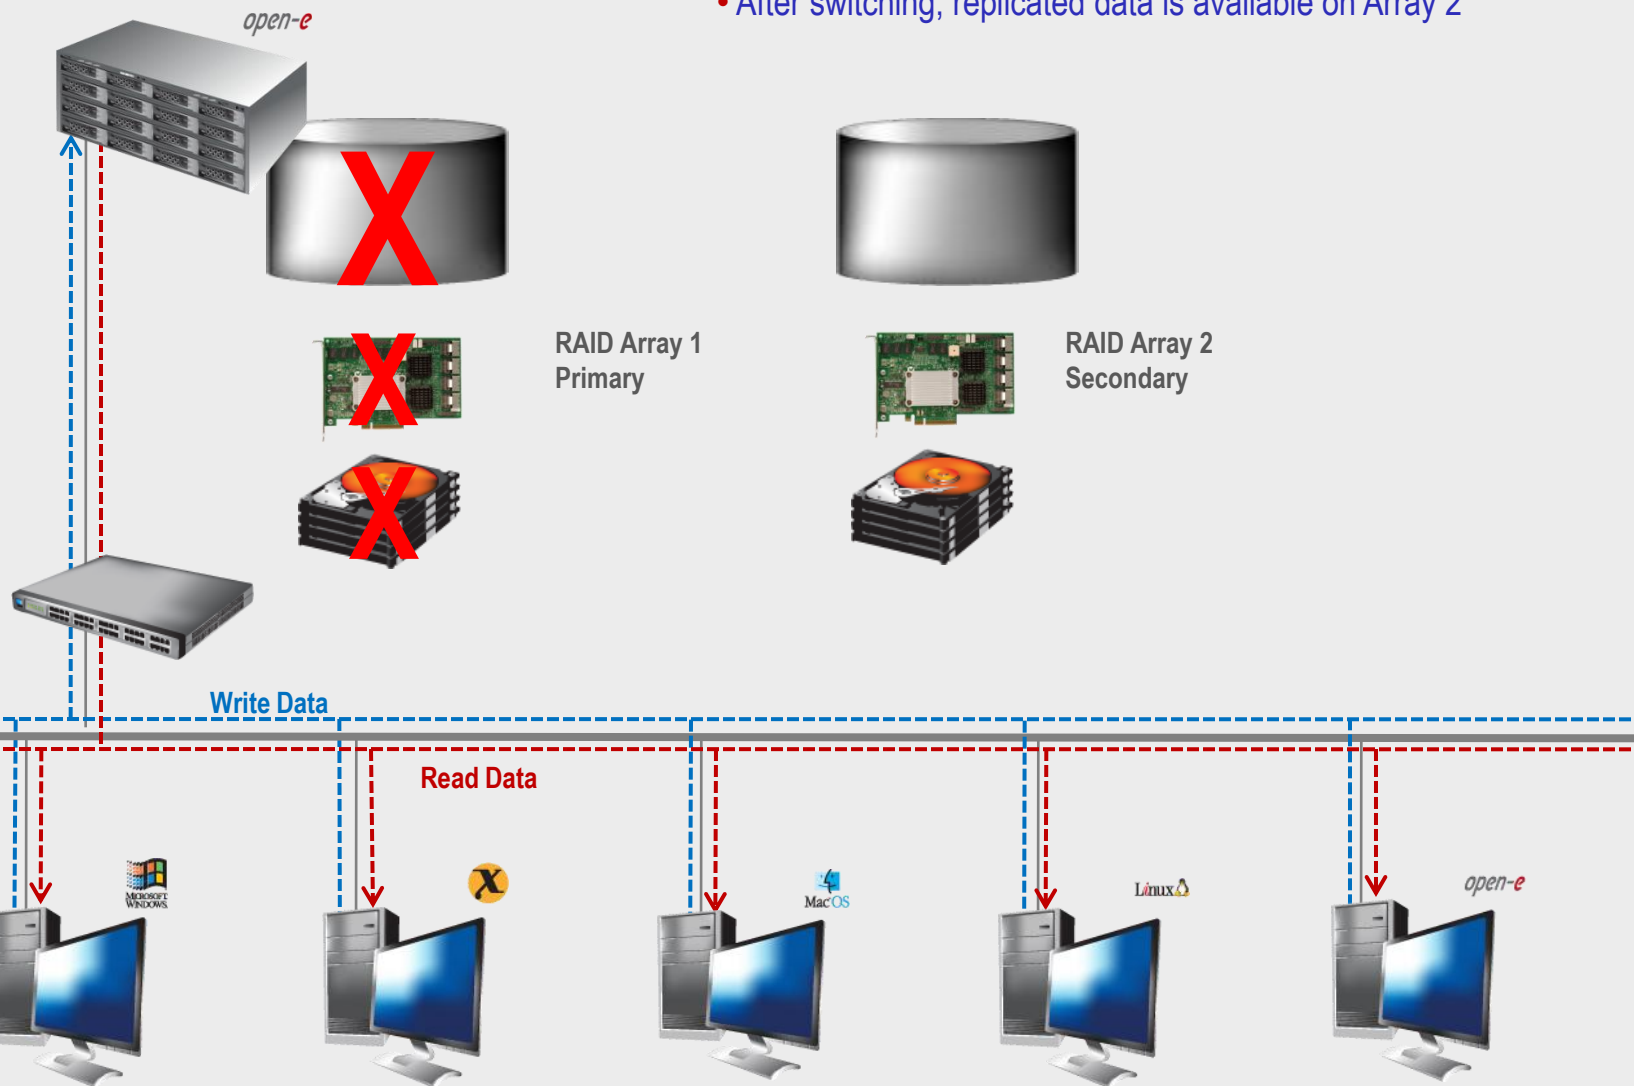 • After switching, replicated data is available on Array 2
open-e
RAID Array 1
Primary
RAID Array 2
Secondary
Write Data
Read Data
MICROSOFT
WINDOWS.
X
Mac OS
Linux
open-e
X
X
X